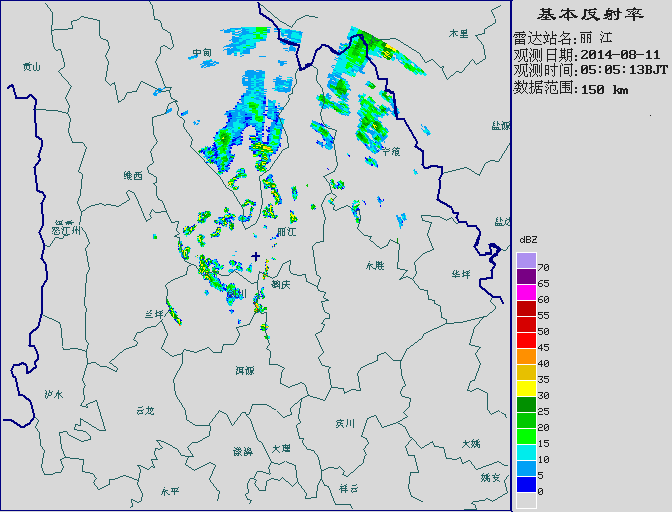 基本反射率
雷达站名:丽 江
观测日期:2014-08-11
观测时间:05:05:13BJT
数据范围:150 km
木里
中甸
贡山
盐源
宁蒗
维西
怒江州
丽江
盐边
永胜
华坪
鹤庆
兰坪
洱源
泸水
云龙
宾川
大姚
漾濞
大理
姚安
永平
祥云
dBZ
70
65
60
55
50
45
40
35
30
25
20
15
10
5
0